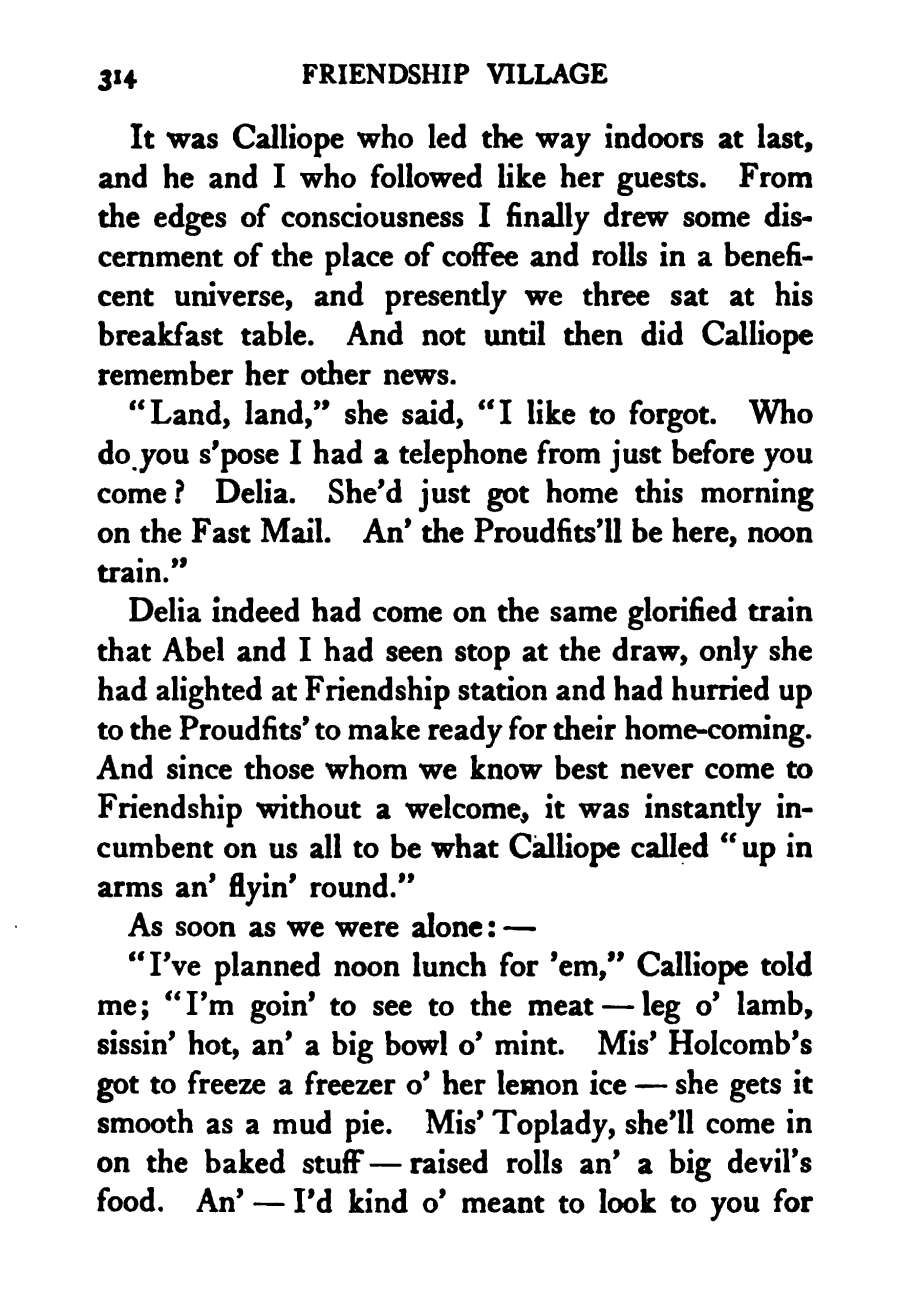 314 FRIENDSHIP VILLAGE
It was Calliope who led the way indoors at last,
and he and I who followed like her guests. From
the edges of consciousness I finally drew some dis-
cernment of the place of coffee and rolls in a benefi-
cent universe, and presently we three sat at his
breakfast table. And not until then did Calliope
remember her other news.
“Land, land,” she said, “I like to forgot. Who
do you s’pose I had a telephone from just before you
come? Delia. She’d just got home this morning
on the Fast Mail. An’ the Proudfits’ll be here, noon
train.”
Delia indeed had come on the same glorified train
that Abel and I had seen stop at the draw, only she
had alighted at Friendship station and had hurried up
to the Proudfits’ to make ready for their home-coming.
And since those whom we know best never come to
Friendship without a welcome, it was instantly in-
cumbent on us all to be what Calliope called “up in
arms an’ flyin’ round.”
As soon as we were alone: —
“I’ve planned noon lunch for ’em,” Calliope told
me; “I’m goin’ to see to the meat — leg o’ lamb,
sissin’ hot, an’ a big bowl o’ mint. Mis’ Holcomb’s
got to freeze a freezer o’ her lemon ice — she gets it
smooth as a mud pie. Mis’ Toplady, she’ll come in
on the baked stuff — raised rolls an’ a big devil’s
food. An’ — I’d kind o’ meant to look to you for